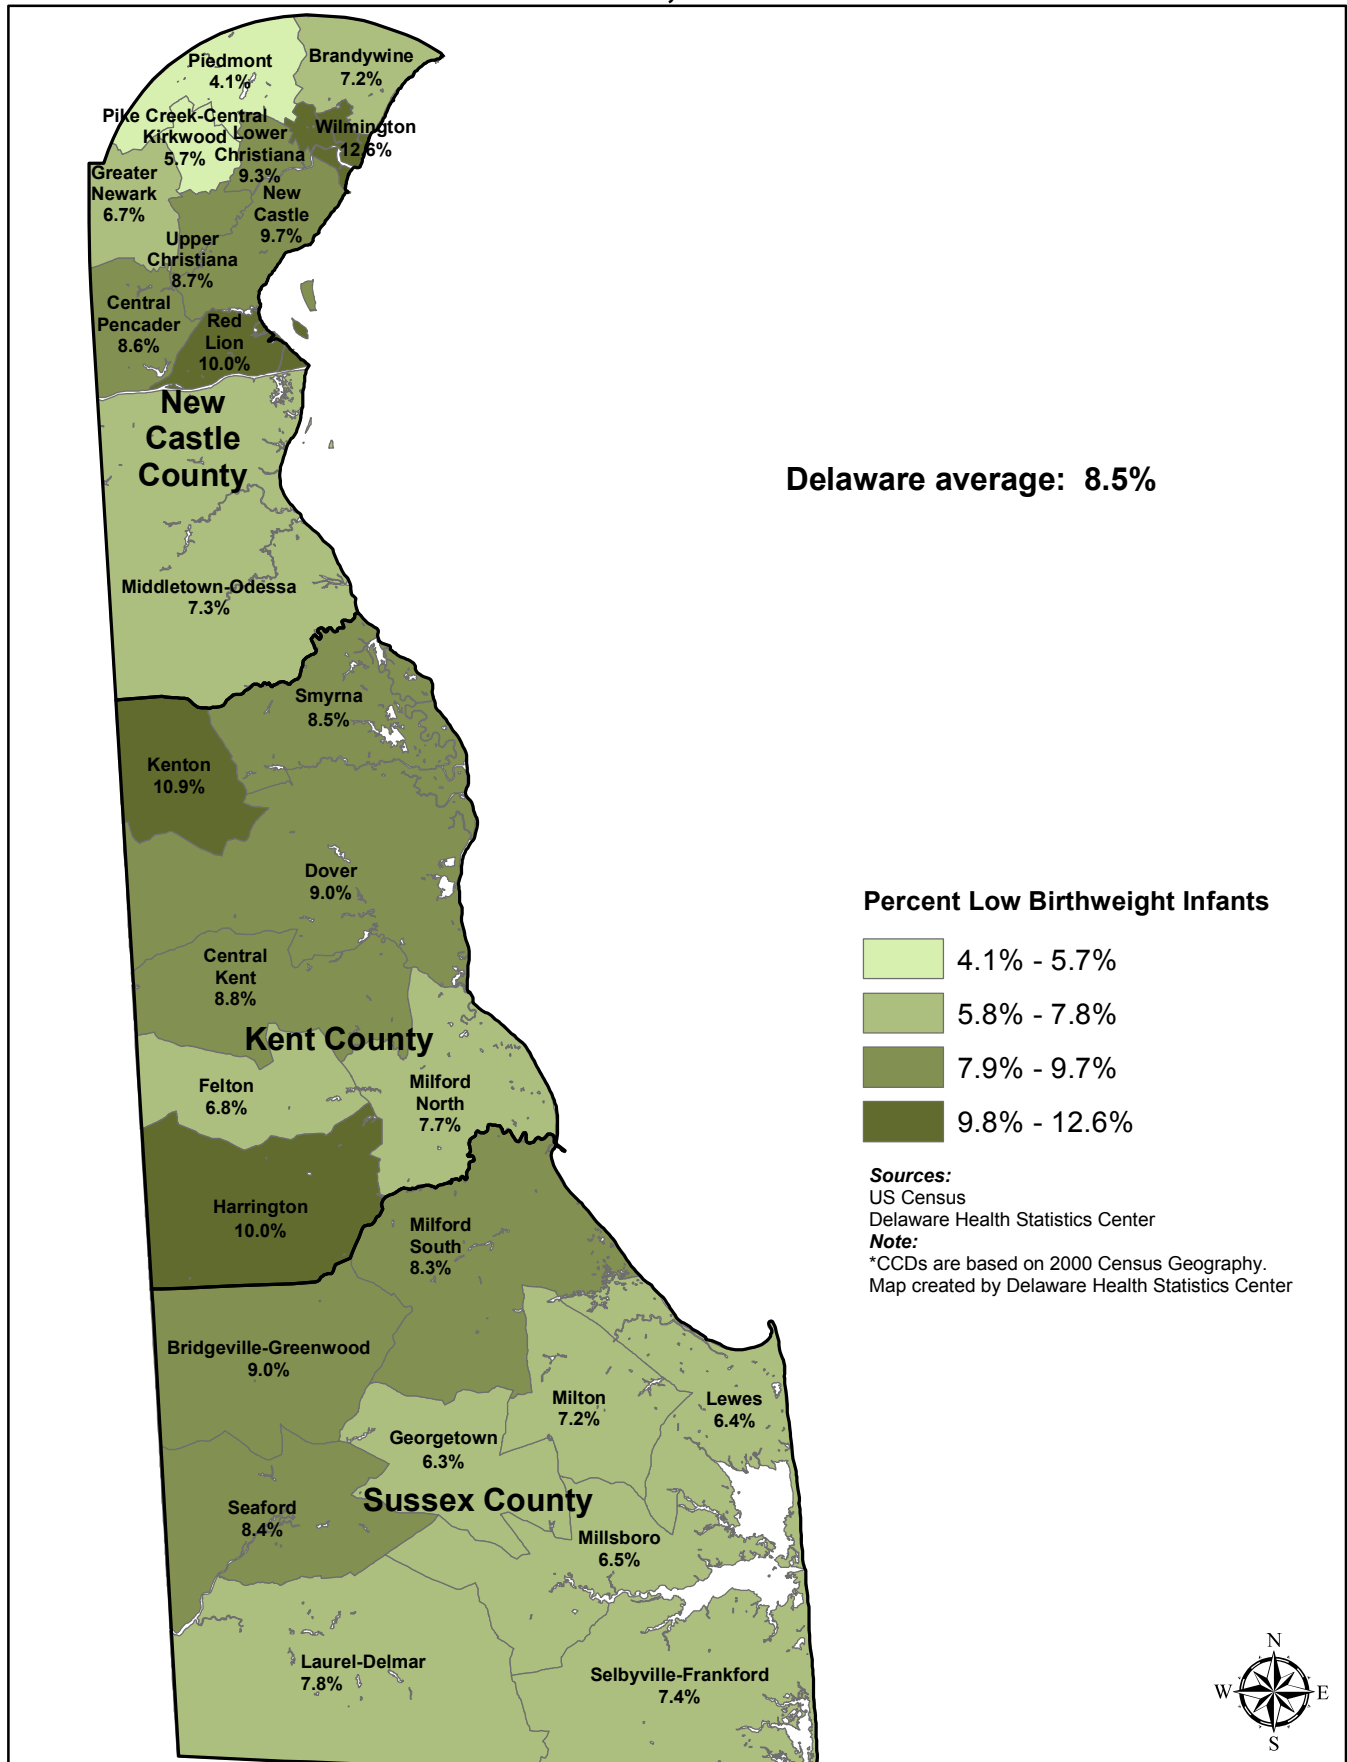 Piedmont
4.1%
Brandywine
7.2%
Pike Creek-Central
Kirkwood
5.7%
Lower
Christiana
9.3%
Wilmington
12.6%
Greater
Newark
6.7%
New
Castle
9.7%
Upper
Christiana
8.7%
Central
Pencader
8.6%
Red
Lion
10.0%
New
Castle
County
Delaware average: 8.5%
Middletown-Odessa
7.3%
Smyrna
8.5%
Kenton
10.9%
Dover
9.0%
Central
Kent
8.8%
Kent County
Felton
6.8%
Milford
North
7.7%
Harrington
10.0%
Percent Low Birthweight Infants
4.1% - 5.7%
5.8% - 7.8%
7.9% - 9.7%
9.8% - 12.6%
Sources:
US Census
Delaware Health Statistics Center
Note:
*CCDs are based on 2000 Census Geography.
Map created by Delaware Health Statistics Center
Milford
South
8.3%
Bridgeville-Greenwood
9.0%
Milton
7.2%
Lewes
6.4%
Georgetown
6.3%
Sussex County
Seaford
8.4%
Millsboro
6.5%
Laurel-Delmar
7.8%
Selbyville-Frankford
7.4%
N
W
E
S